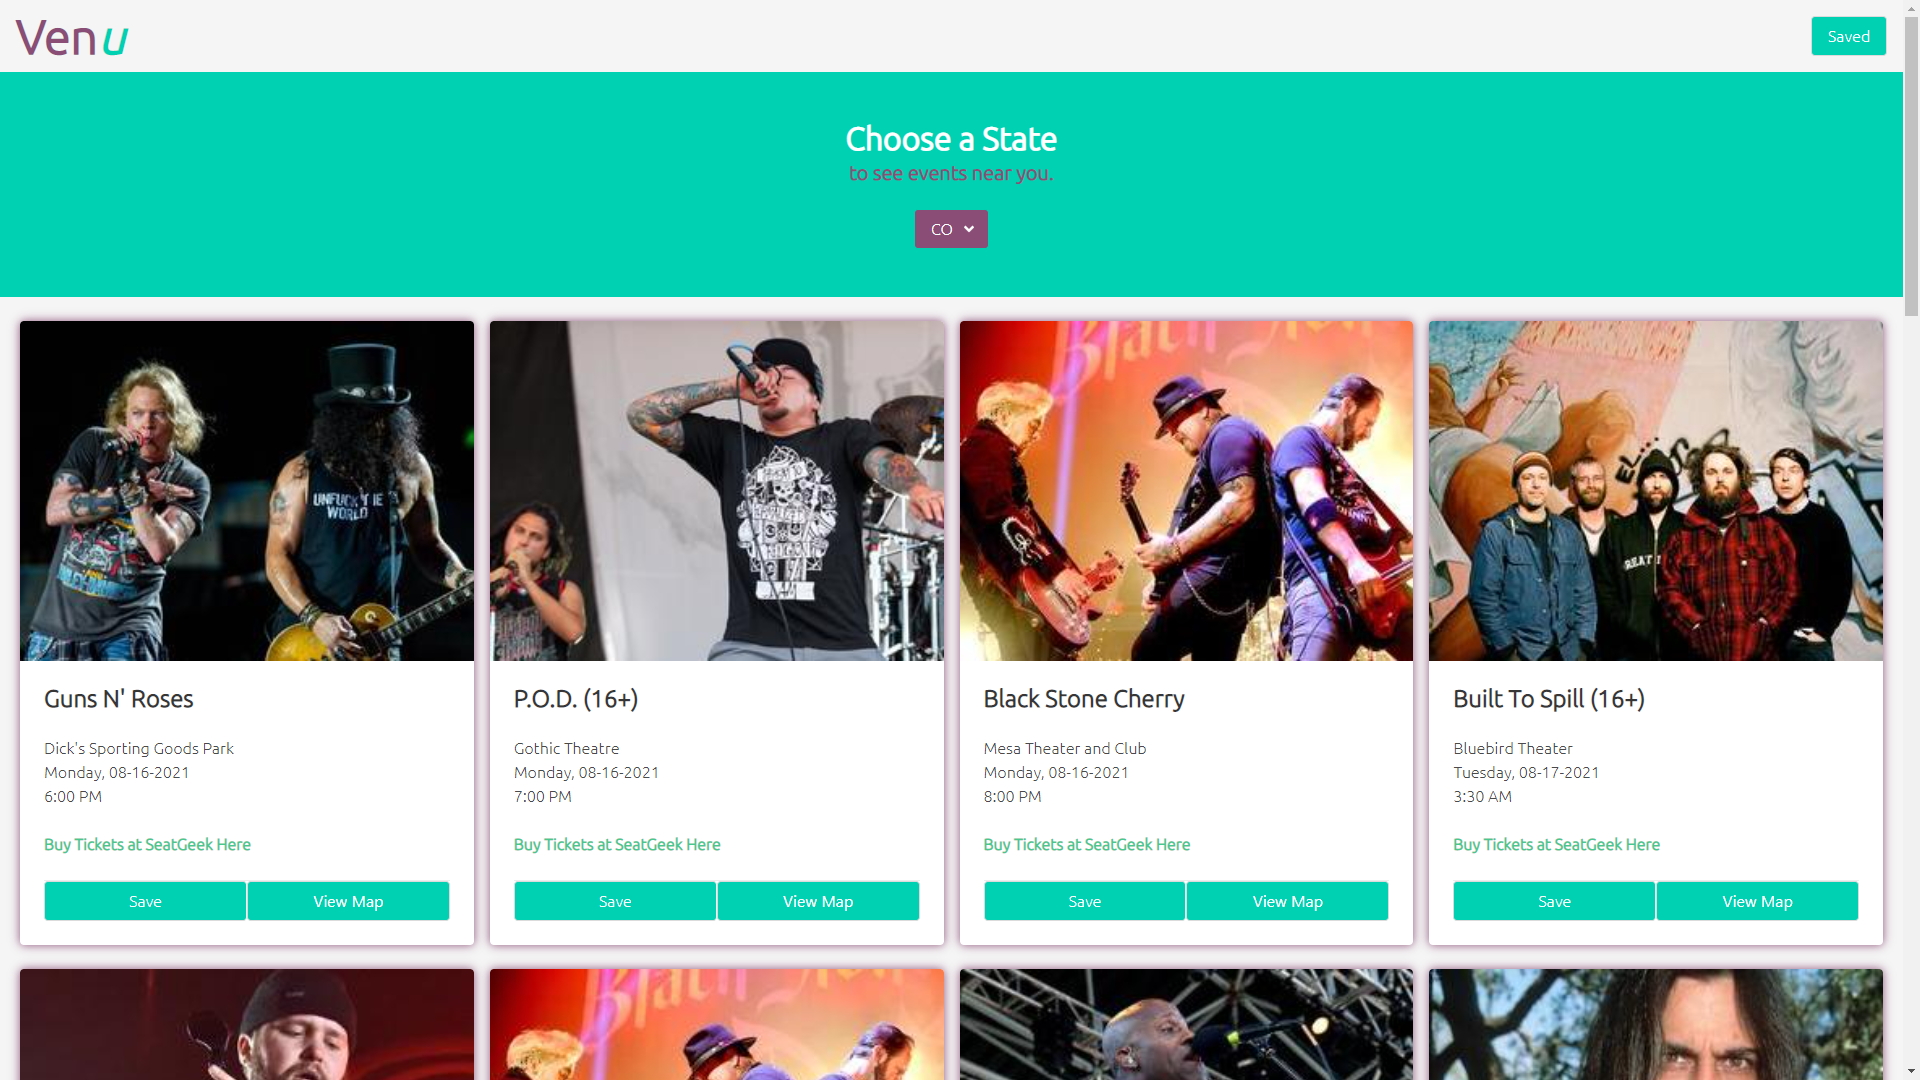 Venu
Saved
Choose a State
to see events near you.
CO
UNFUCK THE
WORLD
Guns N' Roses
Dick's Sporting Goods Park
Monday, 08-16-2021
6:00 PM
Buy Tickets at SeatGeek Here
Save
View Map
P.O.D. (16+)
Gothic Theatre
Monday, 08-16-2021
7:00 PM
Buy Tickets at SeatGeek Here
Save
View Map
Black Stone Cherry
Mesa Theater and Club
Monday, 08-16-2021
8:00 PM
Buy Tickets at SeatGeek Here
Save
View Map
Built To Spill (16+)
Bluebird Theater
Tuesday, 08-17-2021
3:30 AM
Buy Tickets at SeatGeek Here
Save
View Map